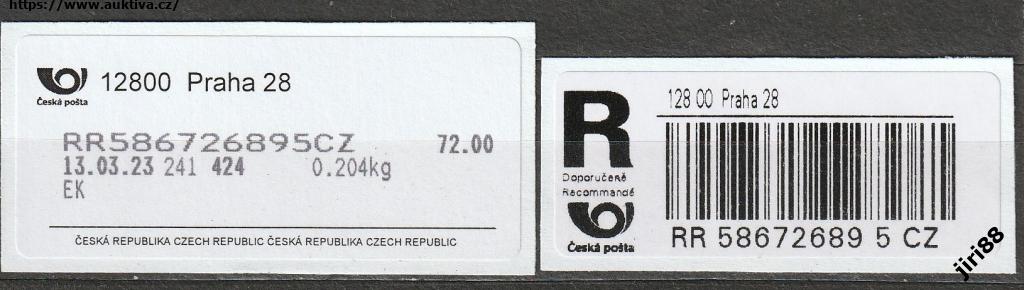 https://www.auktiva.cz/
Česká pošta
12800 Praha 28
RR586726895CZ 72.00
13.03.23 241 424 0.204kg
EK
ČESKÁ REPUBLIKA CZECH REPUBLIC ČESKÁ REPUBLIKA CZECH REPUBLIC
R
Doporučeně
Recommandé
Česká pošta
128 00 Praha 28
RR 58672689 5 CZ
jiri88